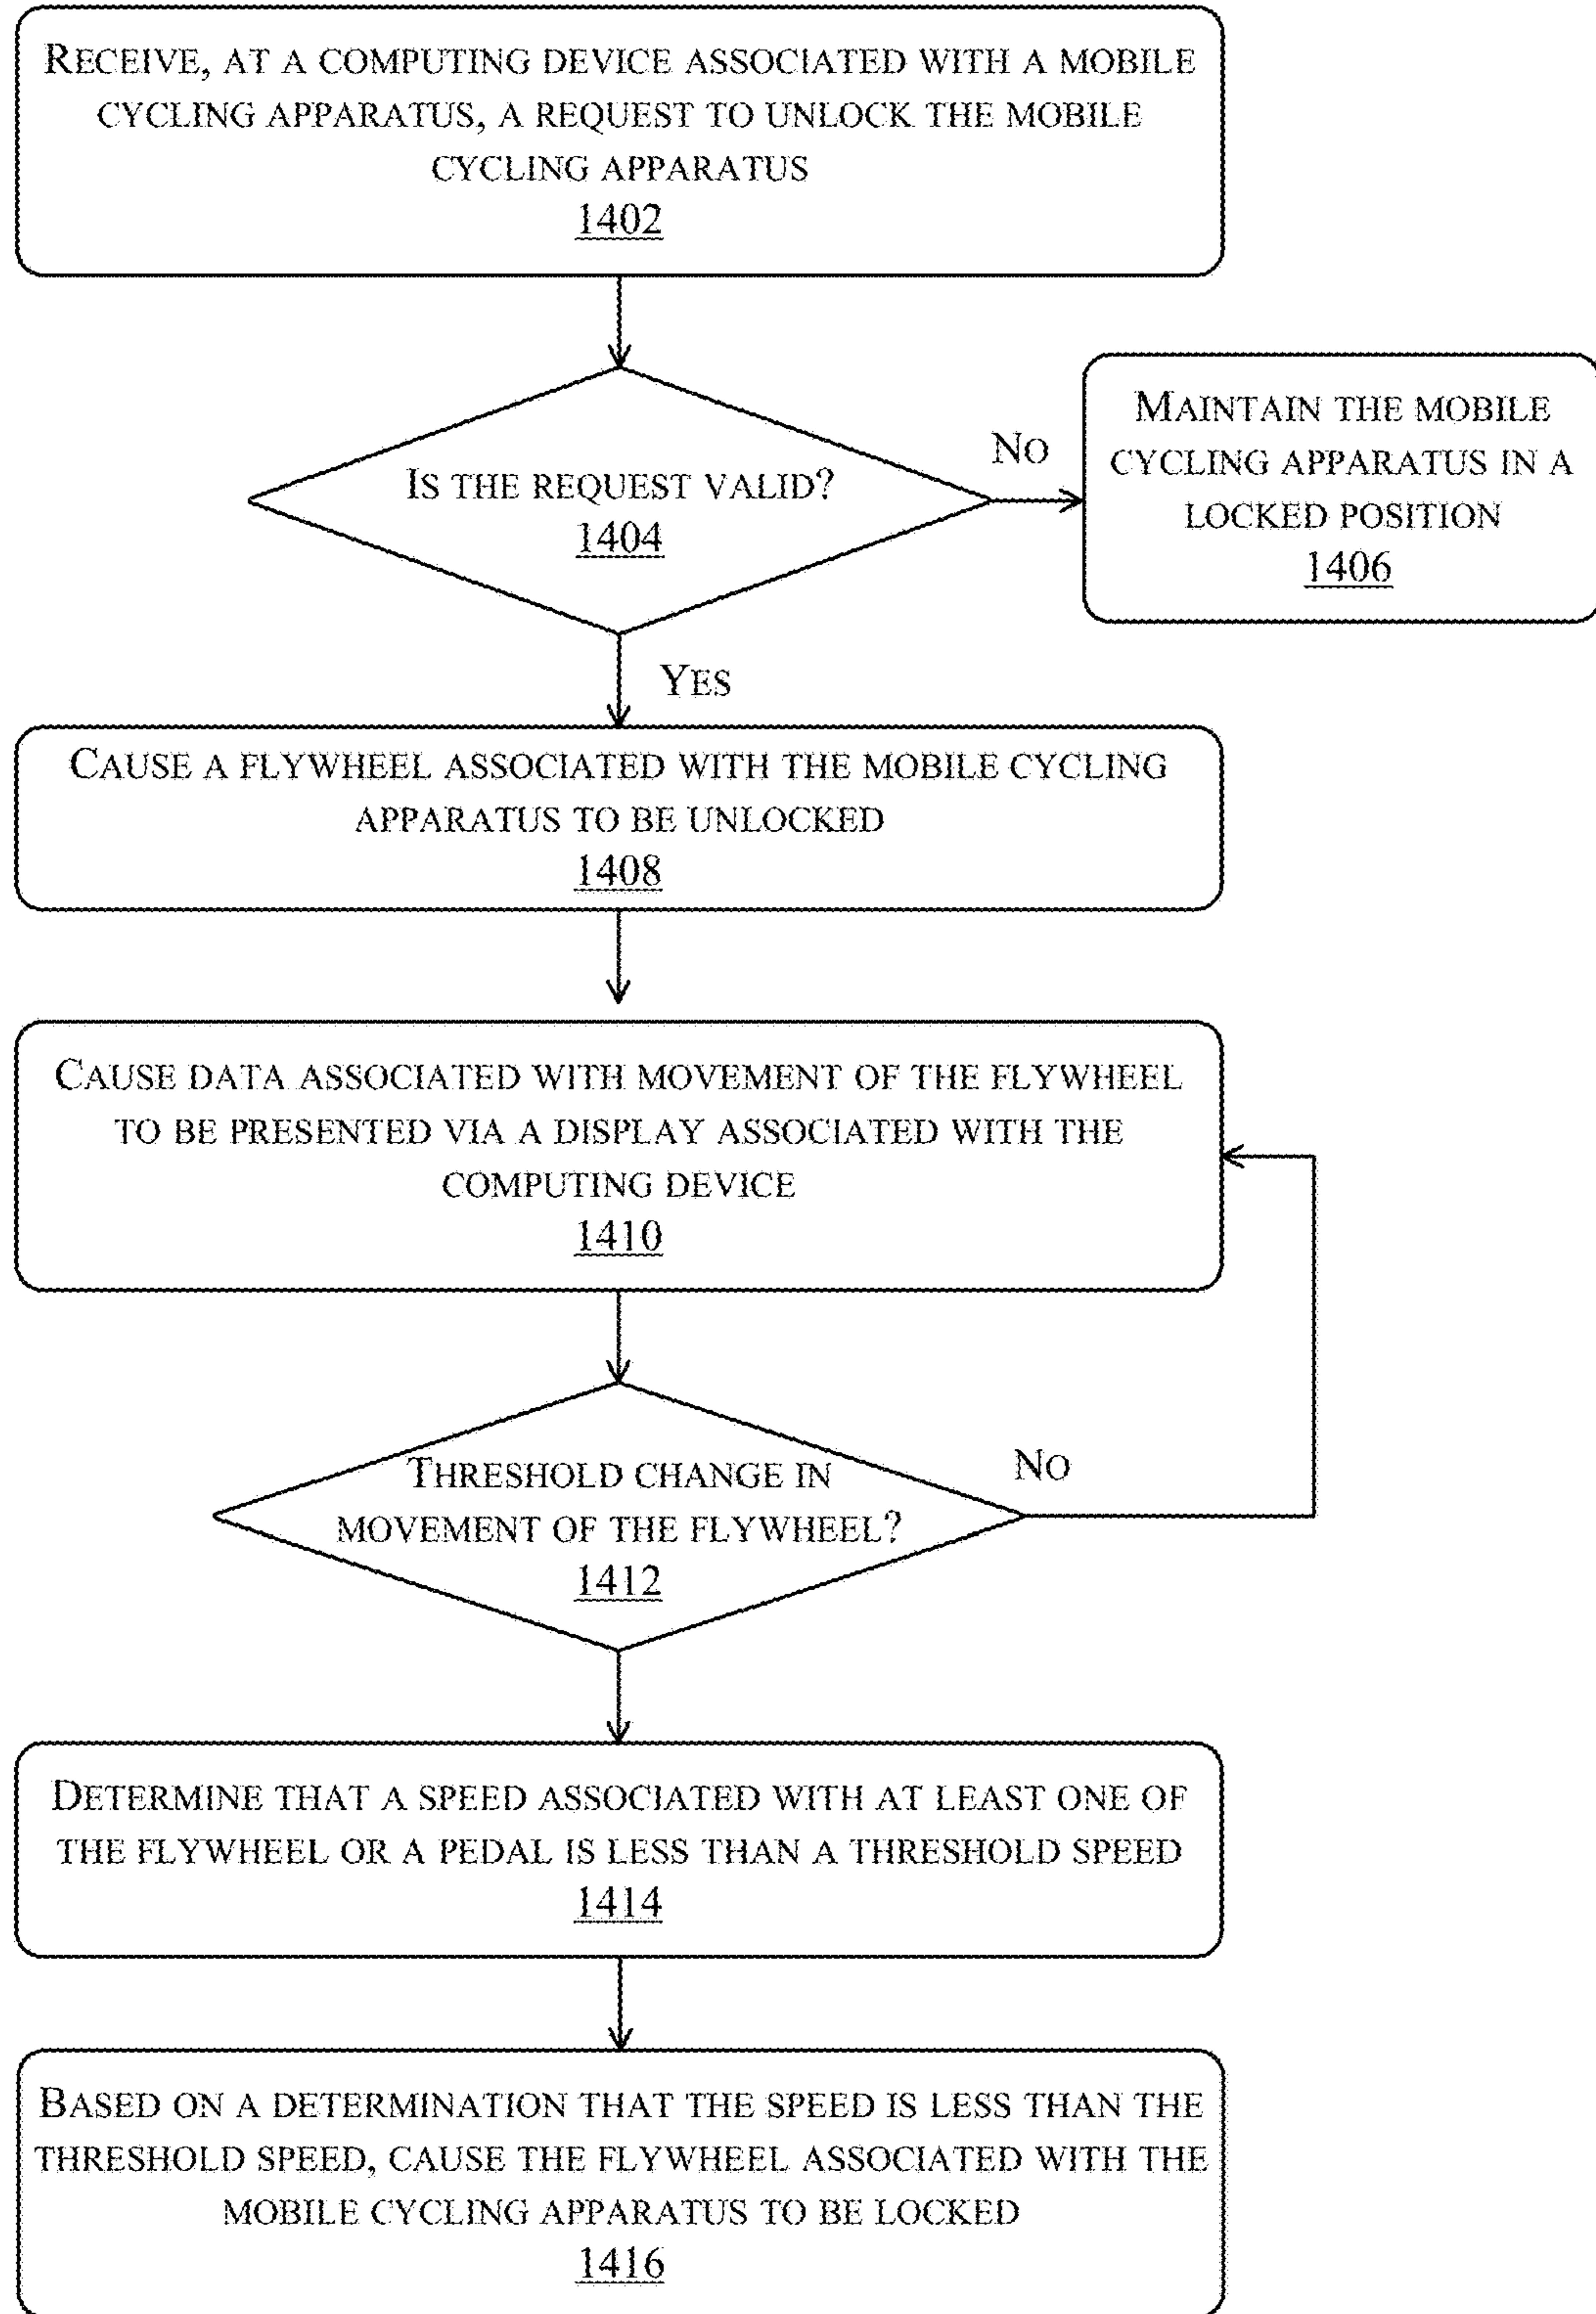 RECEIVE, AT A COMPUTING DEVICE ASSOCIATED WITH A MOBILE
CYCLING APPARATUS, A REQUEST TO UNLOCK THE MOBILE
CYCLING APPARATUS
1402
IS THE REQUEST VALID?
1404
NO
MAINTAIN THE MOBILE
CYCLING APPARATUS IN A
LOCKED POSITION
1406
YES
CAUSE A FLYWHEEL ASSOCIATED WITH THE MOBILE CYCLING
APPARATUS TO BE UNLOCKED
1408
CAUSE DATA ASSOCIATED WITH MOVEMENT OF THE FLYWHEEL
TO BE PRESENTED VIA A DISPLAY ASSOCIATED WITH THE
COMPUTING DEVICE
1410
THRESHOLD CHANGE IN
MOVEMENT OF THE FLYWHEEL?
1412
NO
DETERMINE THAT A SPEED ASSOCIATED WITH AT LEAST ONE OF
THE FLYWHEEL OR A PEDAL IS LESS THAN A THRESHOLD SPEED
1414
BASED ON A DETERMINATION THAT THE SPEED IS LESS THAN THE
THRESHOLD SPEED, CAUSE THE FLYWHEEL ASSOCIATED WITH THE
MOBILE CYCLING APPARATUS TO BE LOCKED
1416